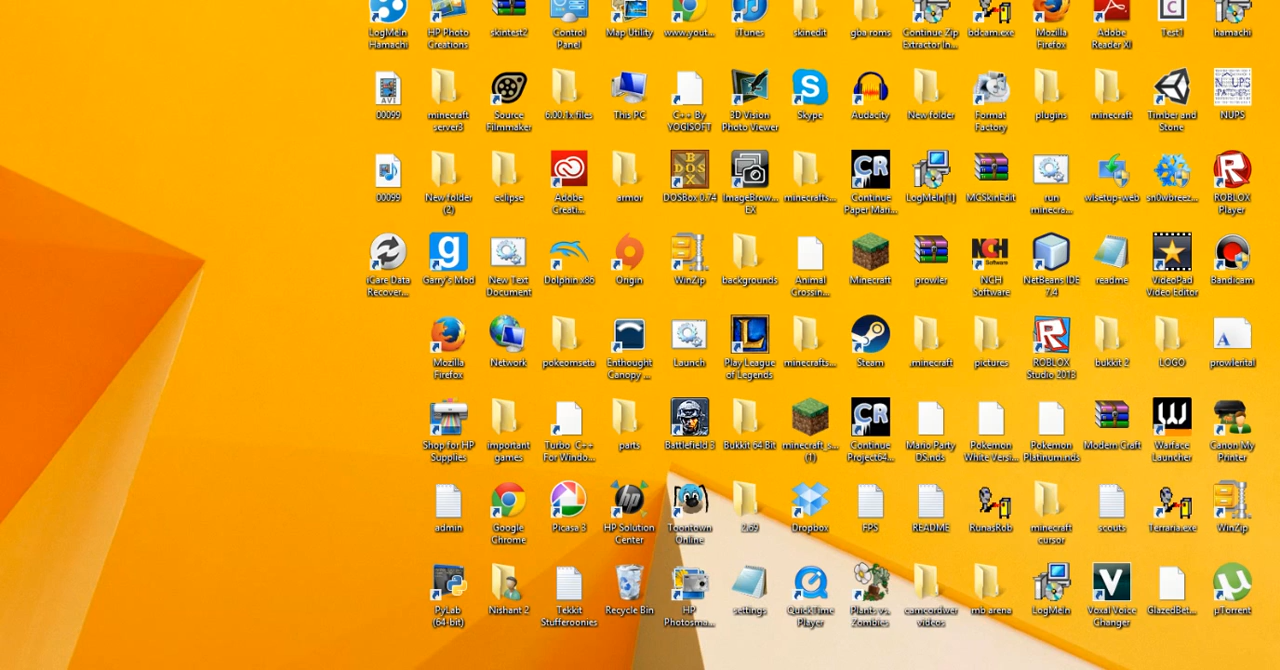 LogMeIn Hamachi
HP Photo Creations
skintest2
Control Panel
Map Utility
www.yout...
iTunes
skinedit
gba roms
Continue Zip Extractor In...
bdcam.exe
Mozilla Firefox
Adobe Reader XI
Test1
hamachi
00099
minecraft server3
Source Filmmaker
6.00.1x.files
This PC
C++ By YOGISOFT
3D Vision Photo Viewer
Skype
Audacity
New folder
Format Factory
plugins
minecraft
Timber and Stone
NUPS
00099
New folder (2)
eclipse
Adobe Creati...
armor
DOSBox 0.74
ImageBrow... EX
minecrafts...
Continue Paper Man...
LogMeIn[1]
MCSkinEdit
run minecra...
wisetup-web
sn0wbreez...
ROBLOX Player
iCare Data Recover...
Garry's Mod
New Text Document
Dolphin x86
Origin
WinZip
backgrounds
Animal Crossin...
Minecraft
prowler
NCH Software
NetBeans IDE 7.4
readme
VideoPad Video Editor
Bandicam
Mozilla Firefox
Network
pokcomseta
Enthought Canopy ...
Launch
Play League of Legends
minecrafts...
Steam
.minecraft
pictures
ROBLOX Studio 2013
bukkit 2
LOGO
prowlental
Shop for HP Supplies
important games
Turbo C++ For Windo...
parts
Battlefield 3
Bukkit 64 Bit
minecraft_s... (1)
Continue Project64...
Mario Party DS.nds
Pokemon White Versi...
Pokemon Platinum.nds
Modern Craft
Warface Launcher
Canon My Printer
admin
Google Chrome
Picasa 3
HP Solution Center
Toontown Online
2.69
Dropbox
FPS
README
RunasRob
minecraft cursor
scouts
Terraria.exe
WinZip
PyLab (64-bit)
Nishant 2
Tekkit Stufferoonies
Recycle Bin
HP Photosma...
settings
QuickTime Player
Plants vs. Zombies
camcordwer videos
mb arena
LogMeIn
Voxal Voice Changer
GlazedBet...
µTorrent